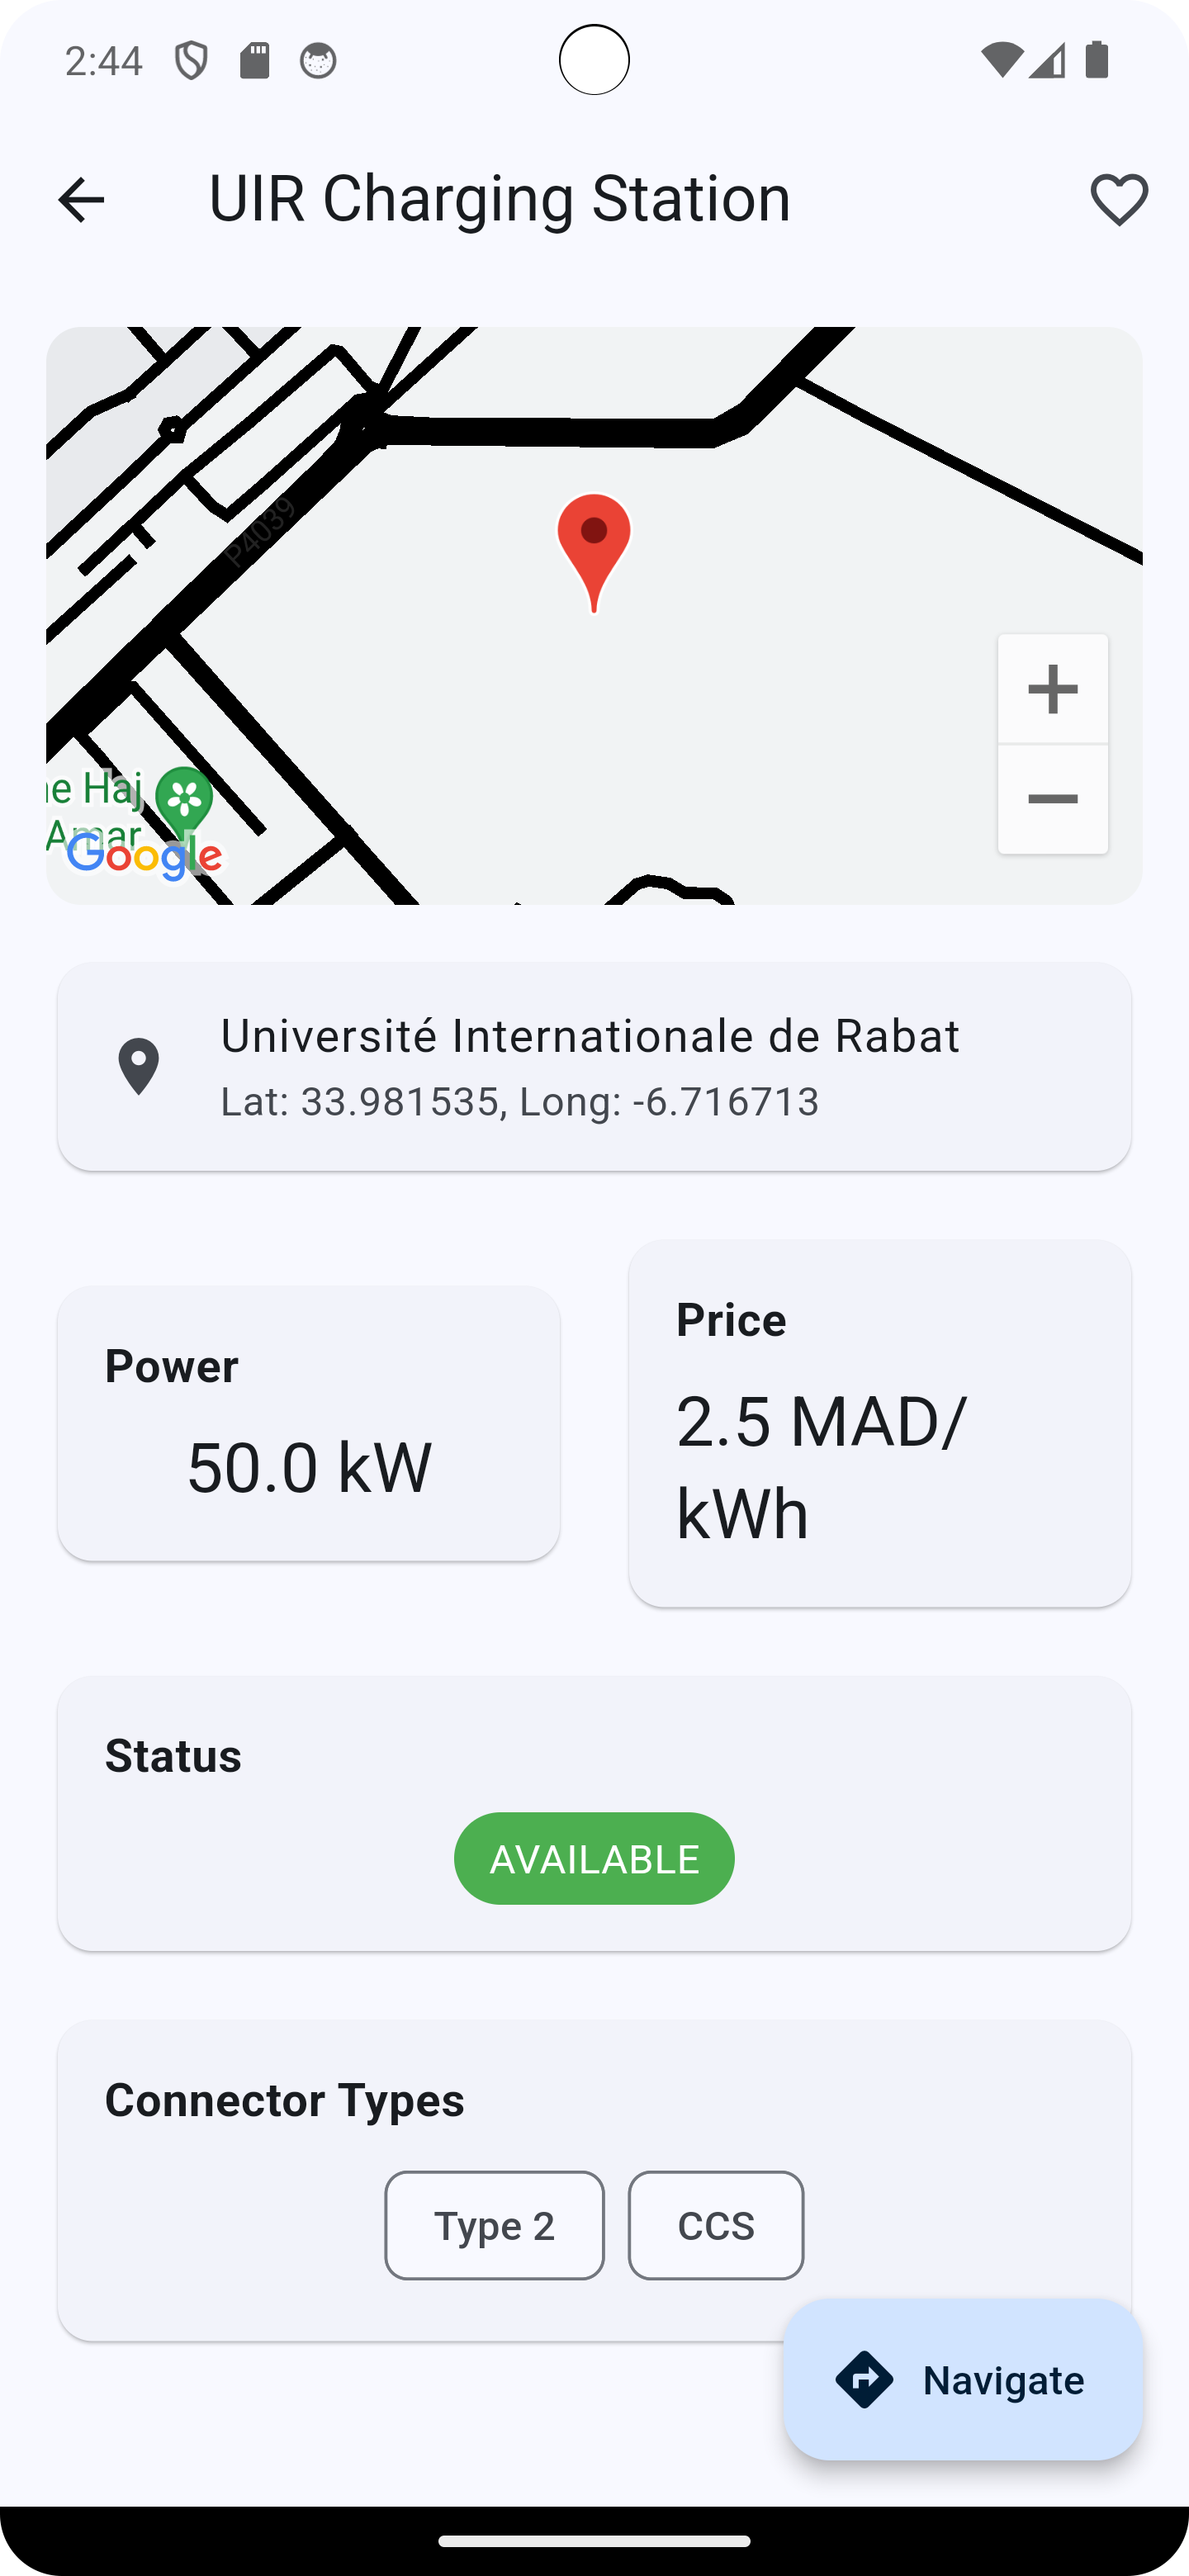 2:44
UIR Charging Station
P4039
ne Haj
Amar
Google
Université Internationale de Rabat
Lat: 33.981535, Long: -6.716713
Power
50.0 kW
Price
2.5 MAD/
kWh
Status
AVAILABLE
Connector Types
Type 2
CCS
Navigate